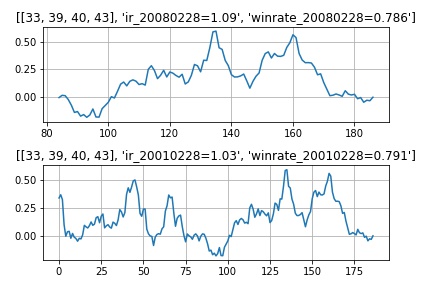 [[33, 39, 40, 43], 'ir_20080228=1.09', 'winrate_20080228=0.786']
0.50
0.25
0.00
80 100 120 140 160 180
[[33, 39, 40, 43], 'ir_20010228=1.03', 'winrate_20010228=0.791']
0.50
0.25
0.00
0 25 50 75 100 125 150 175